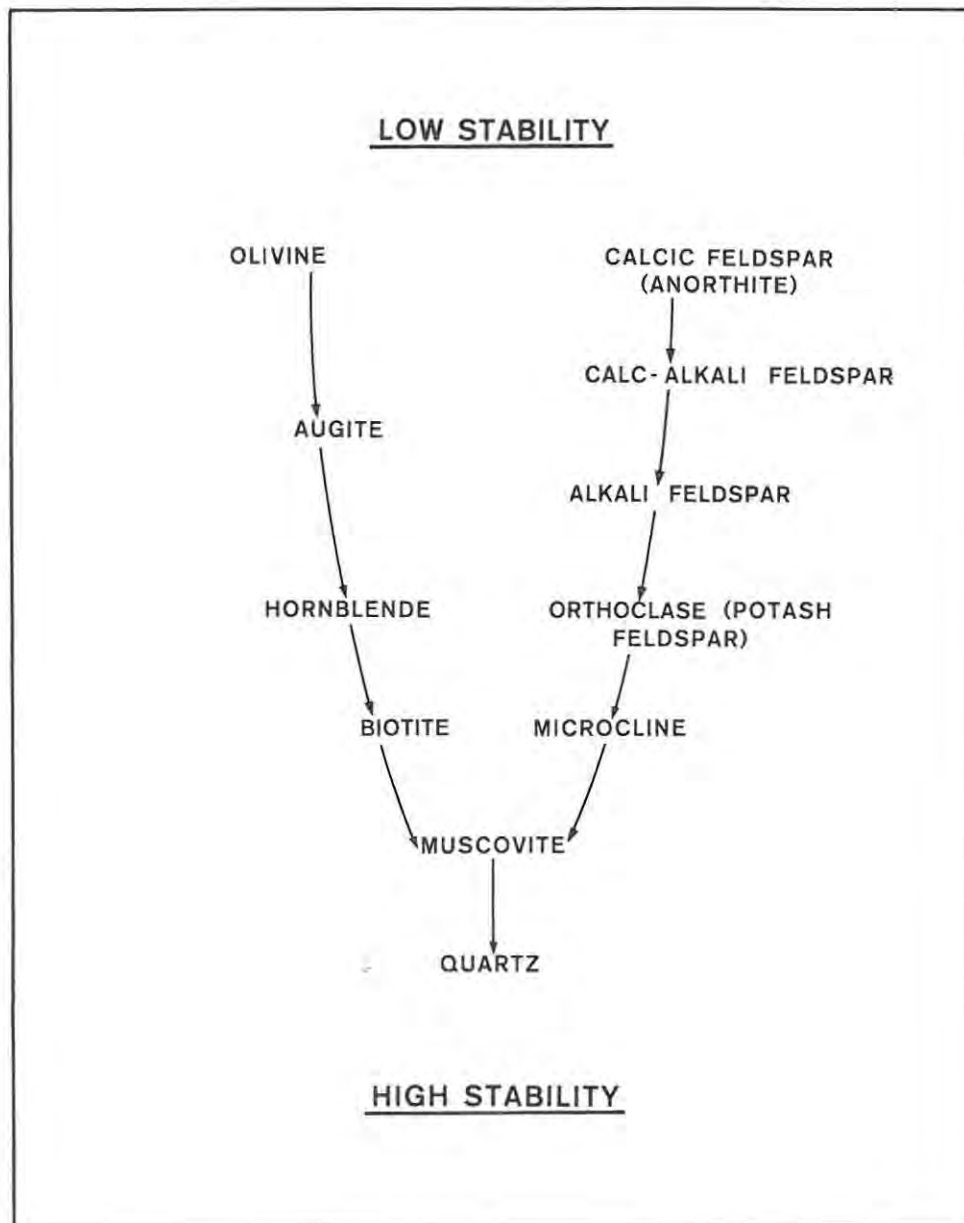 LOW STABILITY
OLIVINE
CALCIC FELDSPAR
(ANORTHITE)
CALC-ALKALI FELDSPAR
AUGITE
ALKALI FELDSPAR
HORNBLENDE
ORTHOCLASE (POTASH
FELDSPAR)
BIOTITE
MICROCLINE
MUSCOVITE
QUARTZ
HIGH STABILITY